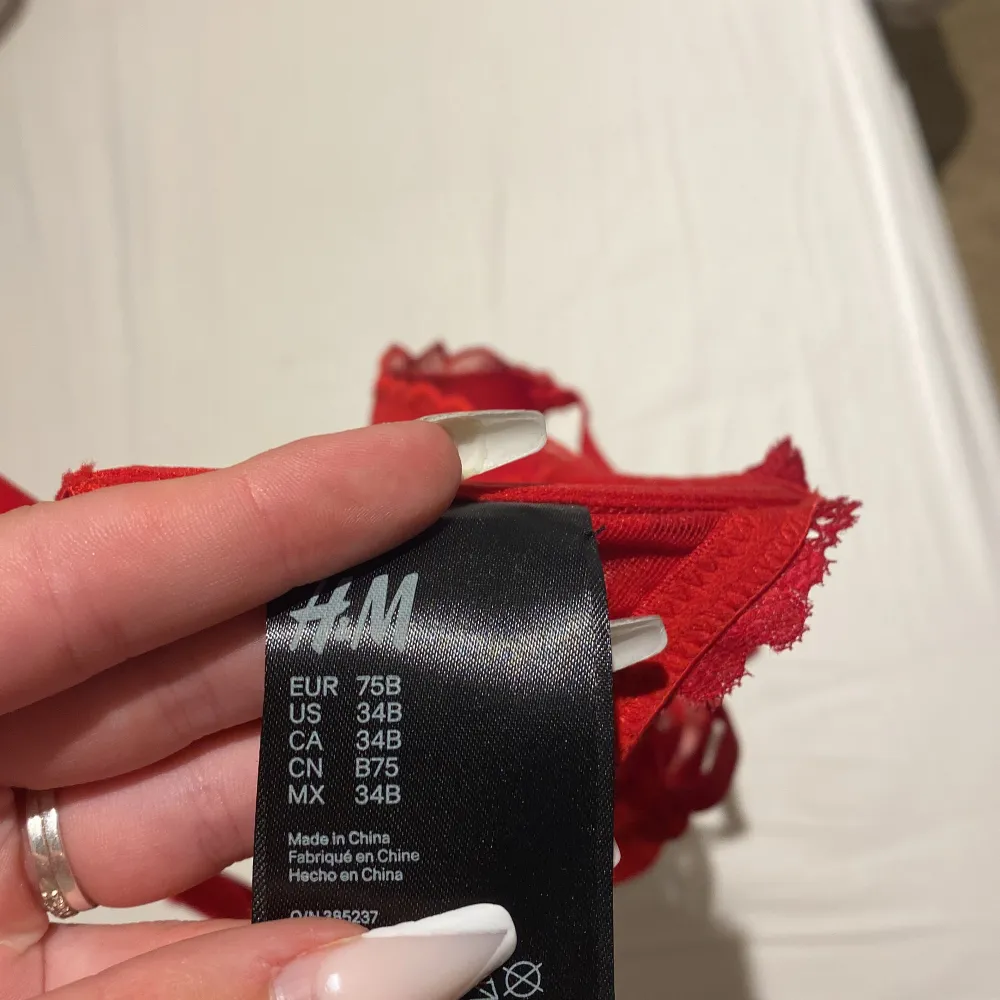 H&M
EUR 75B
US 34B
CA 34B
CN B75
MX 34B
Made in China
Fabriqué en Chine
Hecho en China
O/N 385237